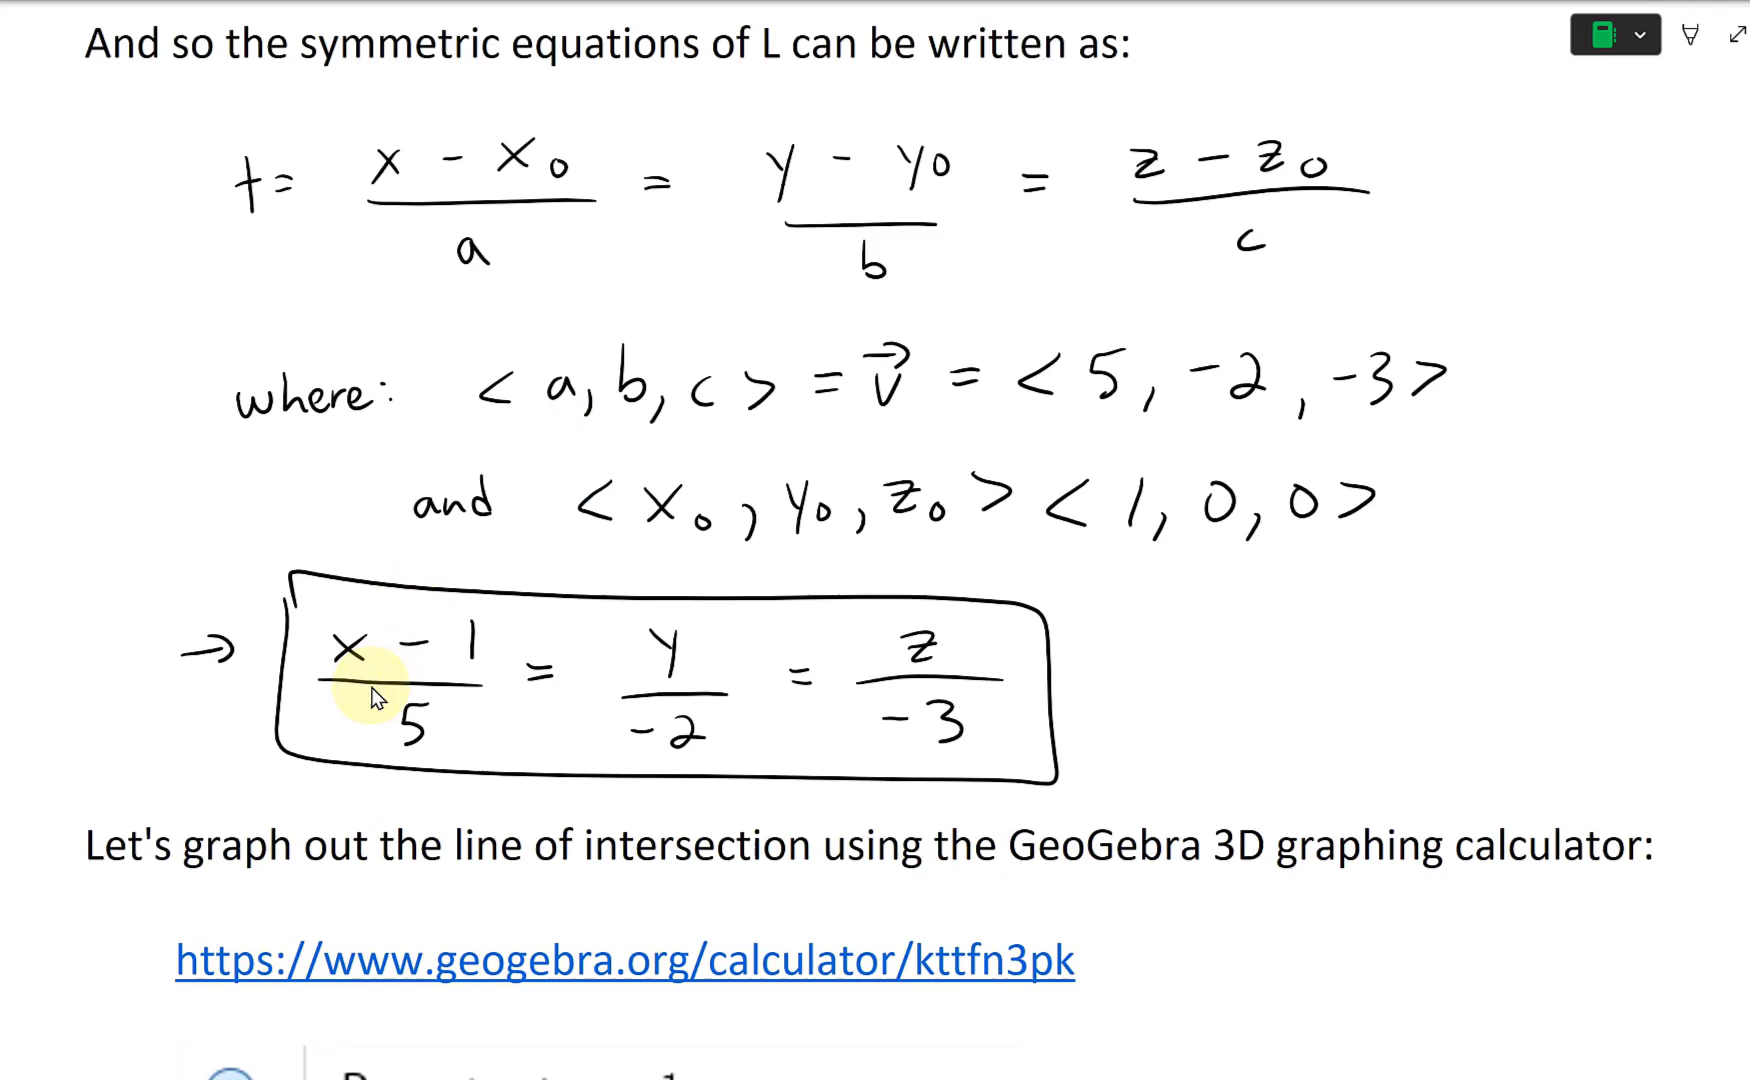 And so the symmetric equations of L can be written as:
t = x - x₀ / a = y - y₀ / b = z - z₀ / c
where: < a, b, c > = v⃗ = < 5, -2, -3 >
and < x₀, y₀, z₀ > < 1, 0, 0 >
→ x - 1 / 5 = y / -2 = z / -3
Let's graph out the line of intersection using the GeoGebra 3D graphing calculator:
https://www.geogebra.org/calculator/kttfn3pk